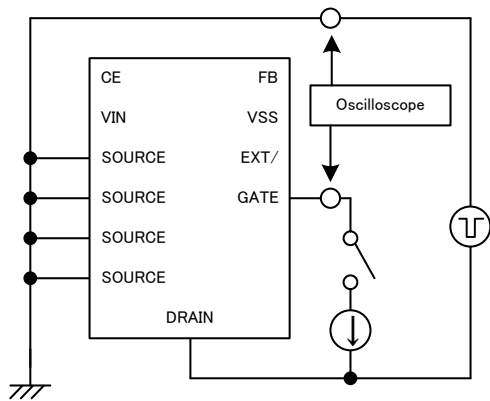 CE FB
Oscilloscope
VIN VSS
SOURCE EXT/
SOURCE GATE
SOURCE
SOURCE
DRAIN